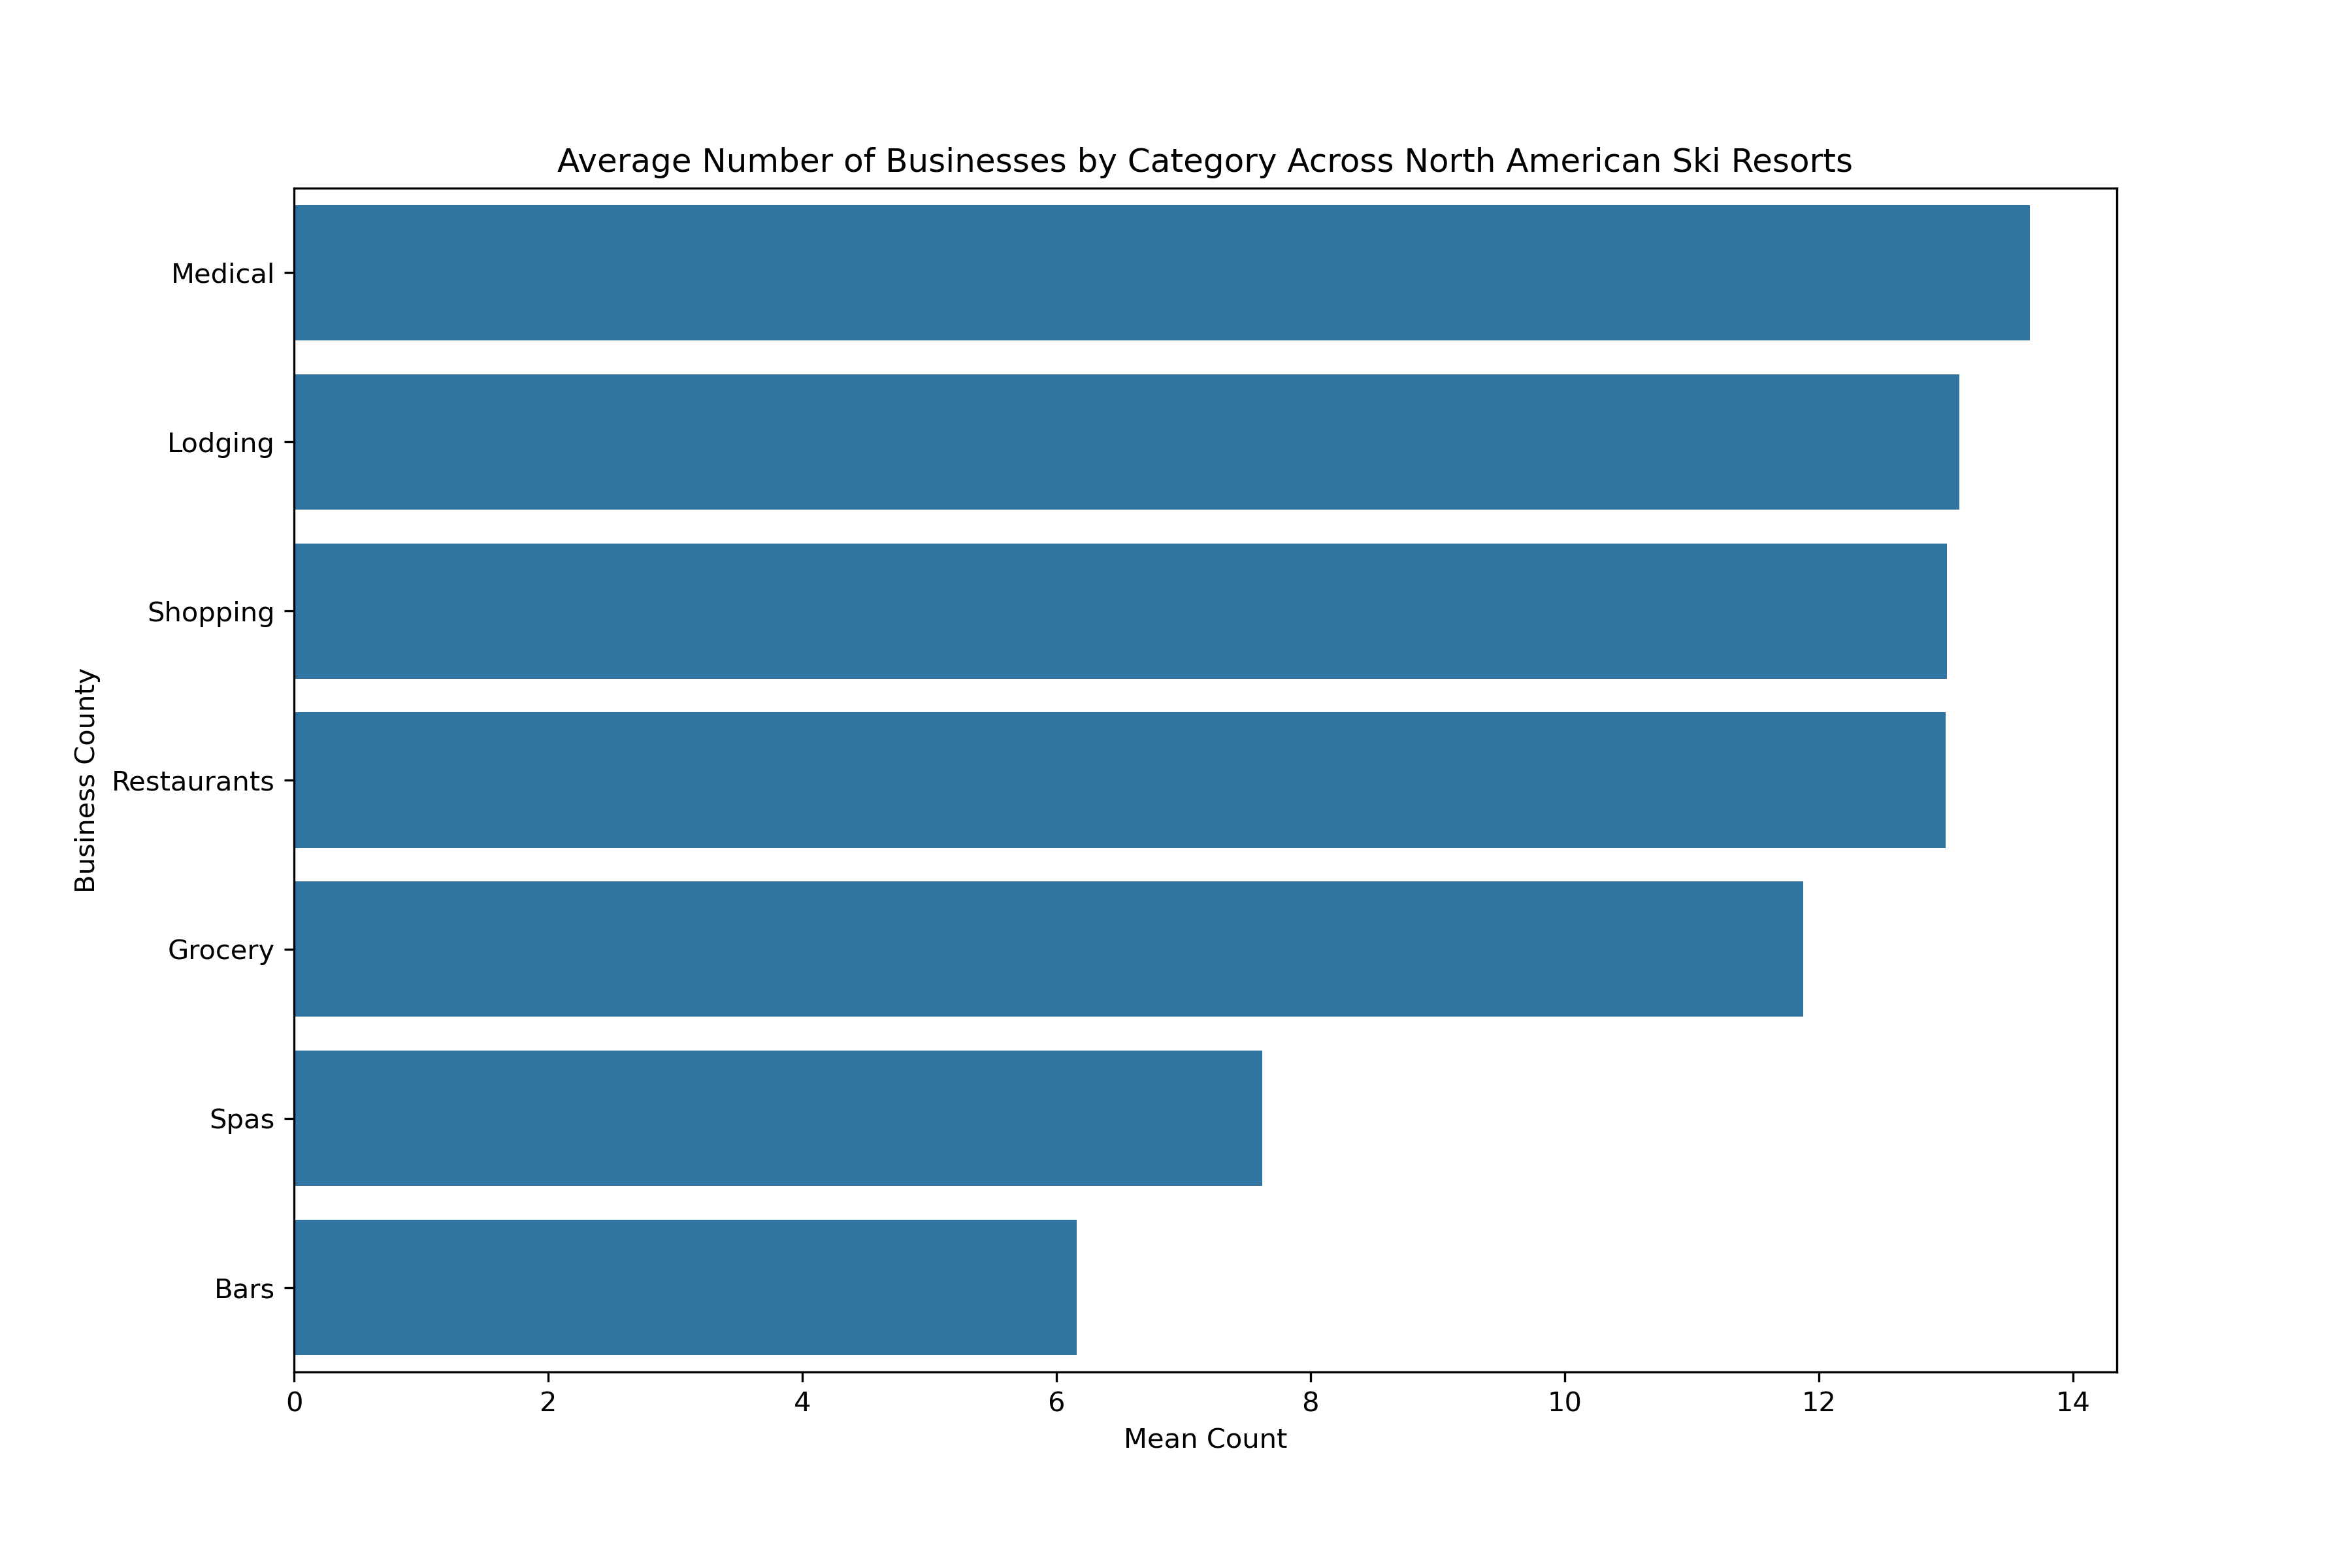 Average Number of Businesses by Category Across North American Ski Resorts
Business County
Medical
Lodging
Shopping
Restaurants
Grocery
Spas
Bars
0 2 4 6 8 10 12 14
Mean Count